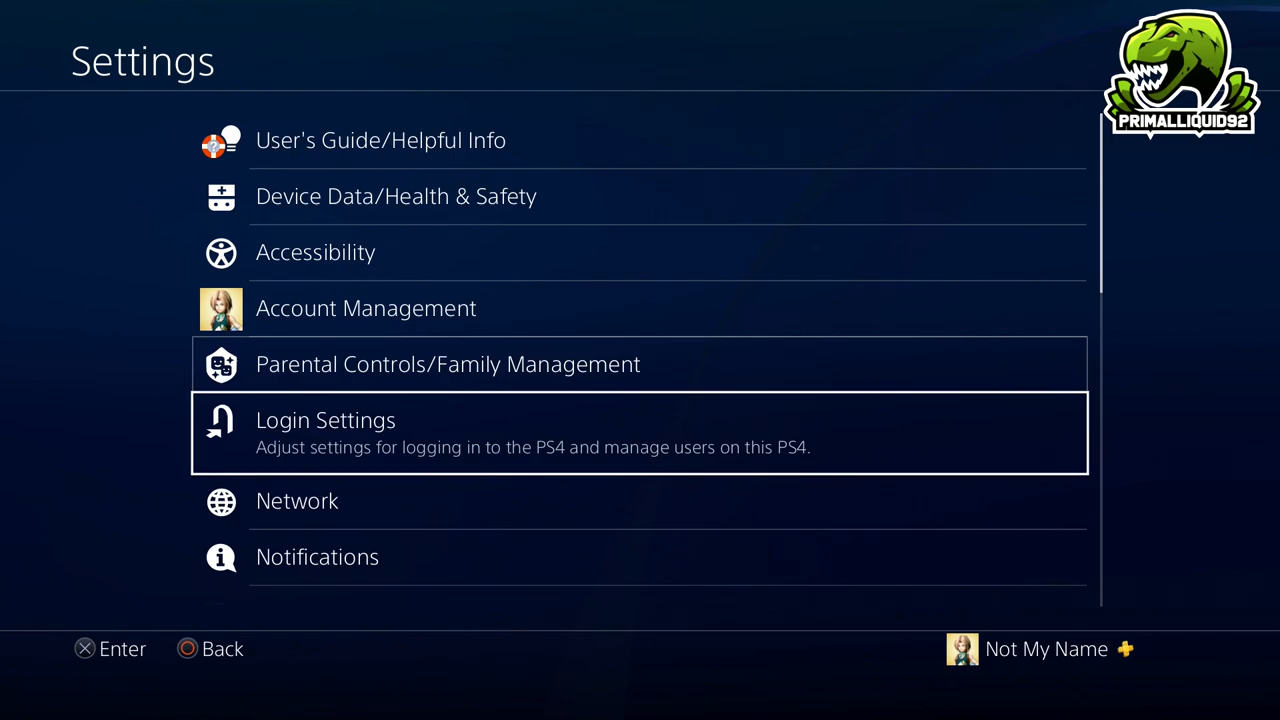 Settings
PRIMALLIQUID92
User's Guide/Helpful Info
Device Data/Health & Safety
Accessibility
Account Management
Parental Controls/Family Management
Login Settings
Adjust settings for logging in to the PS4 and manage users on this PS4.
Network
Notifications
Enter
Back
Not My Name